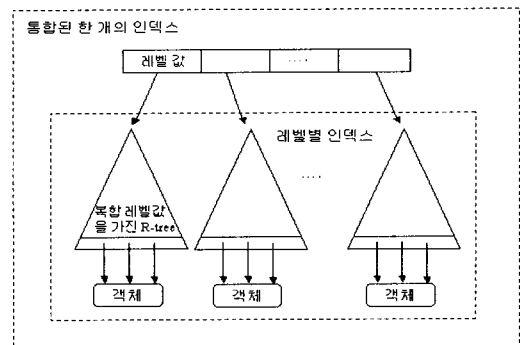 통합된 한 개의 인덱스
레벨 값
....
레벨별 인덱스
....
복합 레벨값
을 가진 R-tree
객체
객체
객체